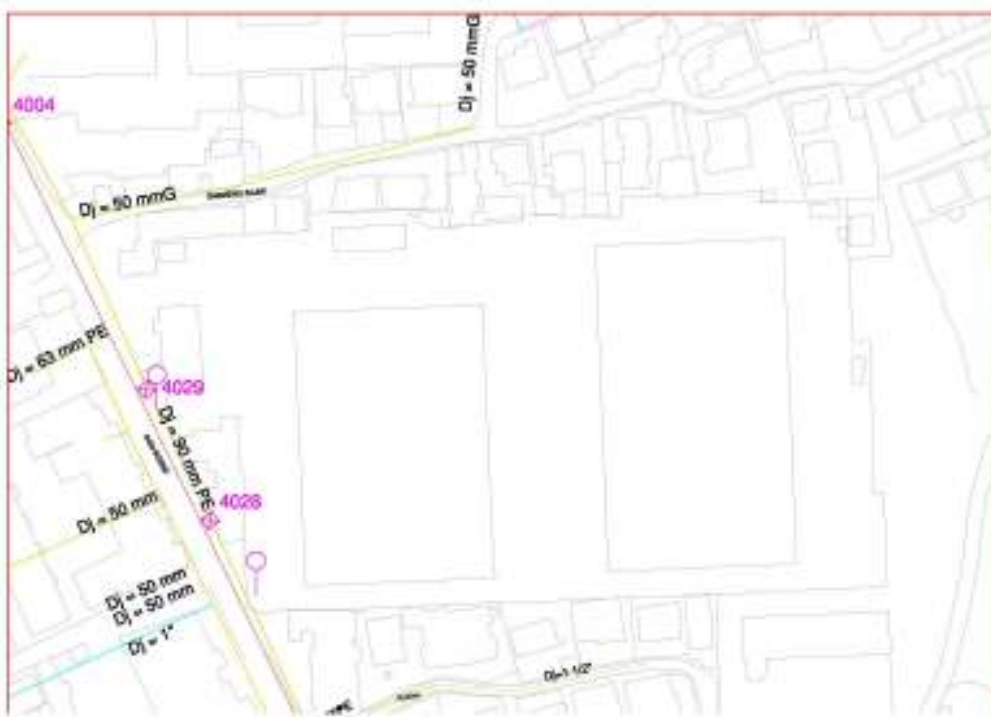 Dj = 50 mmG
4004
Dj = 50 mmG
Dj = 63 mm PE
4029
Dj = 90 mm PE
4028
Dj = 50 mm
Dj = 50 mm
Dj = 50 mm
Dj = 1"
Dj=1 1/2"